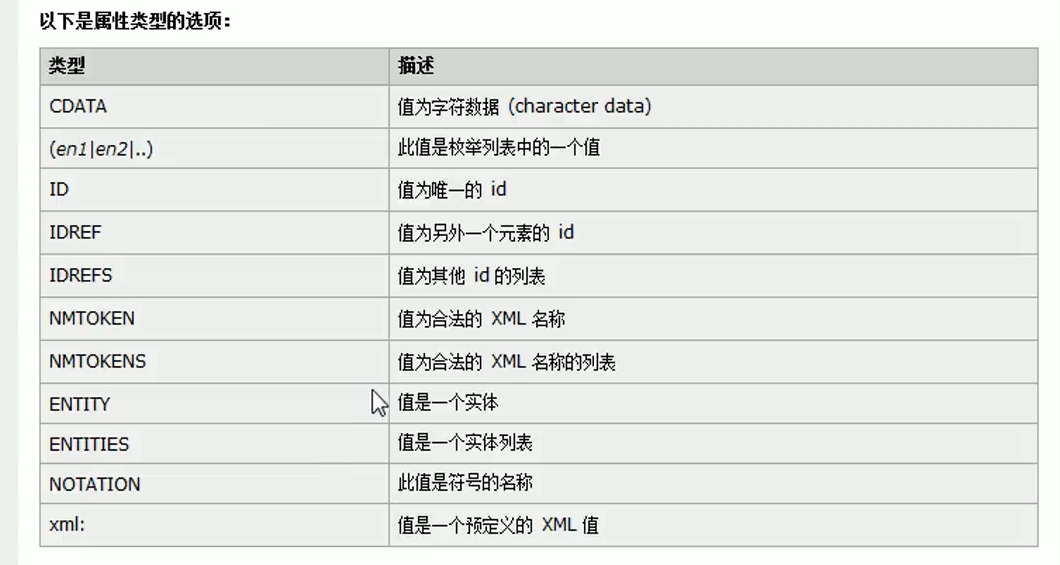 以下是属性类型的选项：
类型 描述
CDATA 值为字符数据 (character data)
(en1|en2|..) 此值是枚举列表中的一个值
ID 值为唯一的 id
IDREF 值为另外一个元素的 id
IDREFS 值为其他 id 的列表
NMTOKEN 值为合法的 XML 名称
NMTOKENS 值为合法的 XML 名称的列表
ENTITY 值是一个实体
ENTITIES 值是一个实体列表
NOTATION 此值是符号的名称
xml: 值是一个预定义的 XML 值